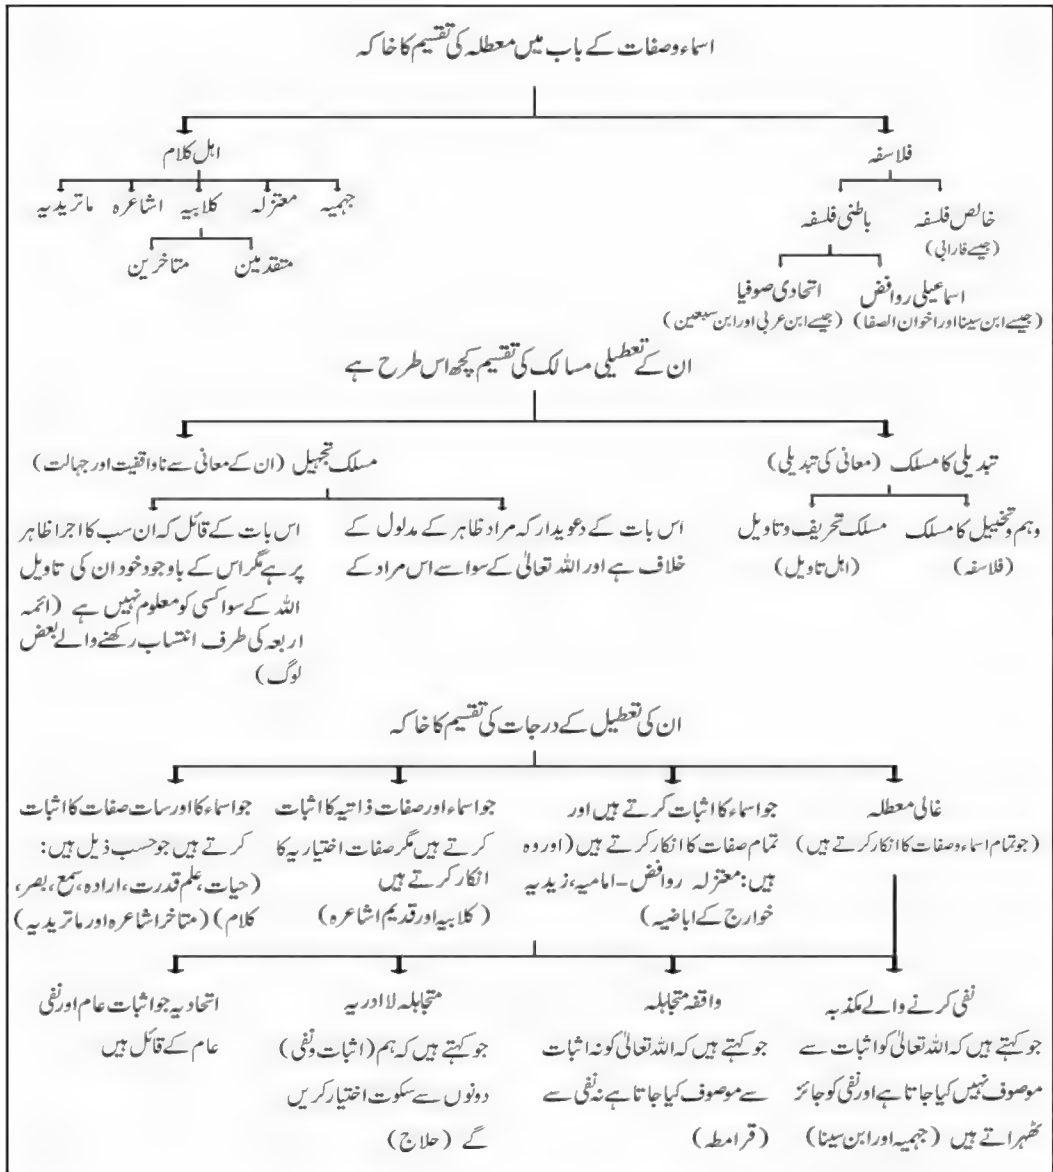 اسماء وصفات کے باب میں معطلہ کی تقسیم کا خاکہ
فلاسفہ
اہل کلام
خالص فلسفہ
(جیسے فارابی)
باطنی فلسفہ
جہمیہ
معتزلہ
کلابیہ
اشاعرہ
ماتریدیہ
متقدمین
متاخرین
اسماعیلی روافض
(جیسے ابن سینا اور اخوان الصفا)
اتحادی صوفیا
(جیسے ابن عربی اور ابن سبعین)
ان کے تعطیلی مسالک کی تقسیم کچھ اس طرح ہے
تبدیلی کا مسلک (معانی کی تبدیلی)
مسلک تجہیل (ان کے معانی سے ناواقفیت اور جہالت)
وہم و تخییل کا مسلک
(فلاسفہ)
مسلک تحریف و تاویل
(اہل تاویل)
اس بات کے دعویدار کہ مراد ظاہر کے مدلول کے
خلاف ہے اور اللہ تعالیٰ کے سوا سے اس مراد کے
اس بات کے قائل کہ ان سب کا اجرا ظاہر
پر ہے مگر اس کے باوجود خود ان کی تاویل
اللہ کے سوا کسی کو معلوم نہیں ہے (ائمہ
اربعہ کی طرف انتساب رکھنے والے بعض
لوگ)
ان کی تعطیل کے درجات کی تقسیم کا خاکہ
غالی معطلہ
(جو تمام اسماء و صفات کا انکار کرتے ہیں)
جو اسماء کا اثبات کرتے ہیں اور
تمام صفات کا انکار کرتے ہیں (اور وہ
ہیں: معتزلہ روافض-امامیہ، زیدیہ
خوارج کے اباضیہ)
جو اسماء اور صفات ذاتیہ کا اثبات
کرتے ہیں مگر صفات اختیاریہ کا
انکار کرتے ہیں
(کلابیہ اور قدیم اشاعرہ)
جو اسماء کا اور سات صفات کا اثبات
کرتے ہیں جو حسب ذیل ہیں:
(حیات، علم قدرت، ارادہ، سمع، بصر،
کلام) (متاخر اشاعرہ اور ماتریدیہ)
نفی کرنے والے مکذبہ
جو کہتے ہیں کہ اللہ تعالیٰ کو اثبات سے
موصوف نہیں کیا جاتا ہے اور نفی کو جائز
ٹھہراتے ہیں (جہمیہ اور ابن سینا)
واقفہ متجاہلہ
جو کہتے ہیں کہ اللہ تعالیٰ کو نہ اثبات
سے موصوف کیا جاتا ہے نہ نفی سے
(قرامطہ)
متجاہلہ لاادریہ
جو کہتے ہیں کہ ہم (اثبات و نفی)
دونوں سے سکوت اختیار کریں
گے (حلاج)
اتحادیہ جو اثبات عام اور نفی
عام کے قائل ہیں